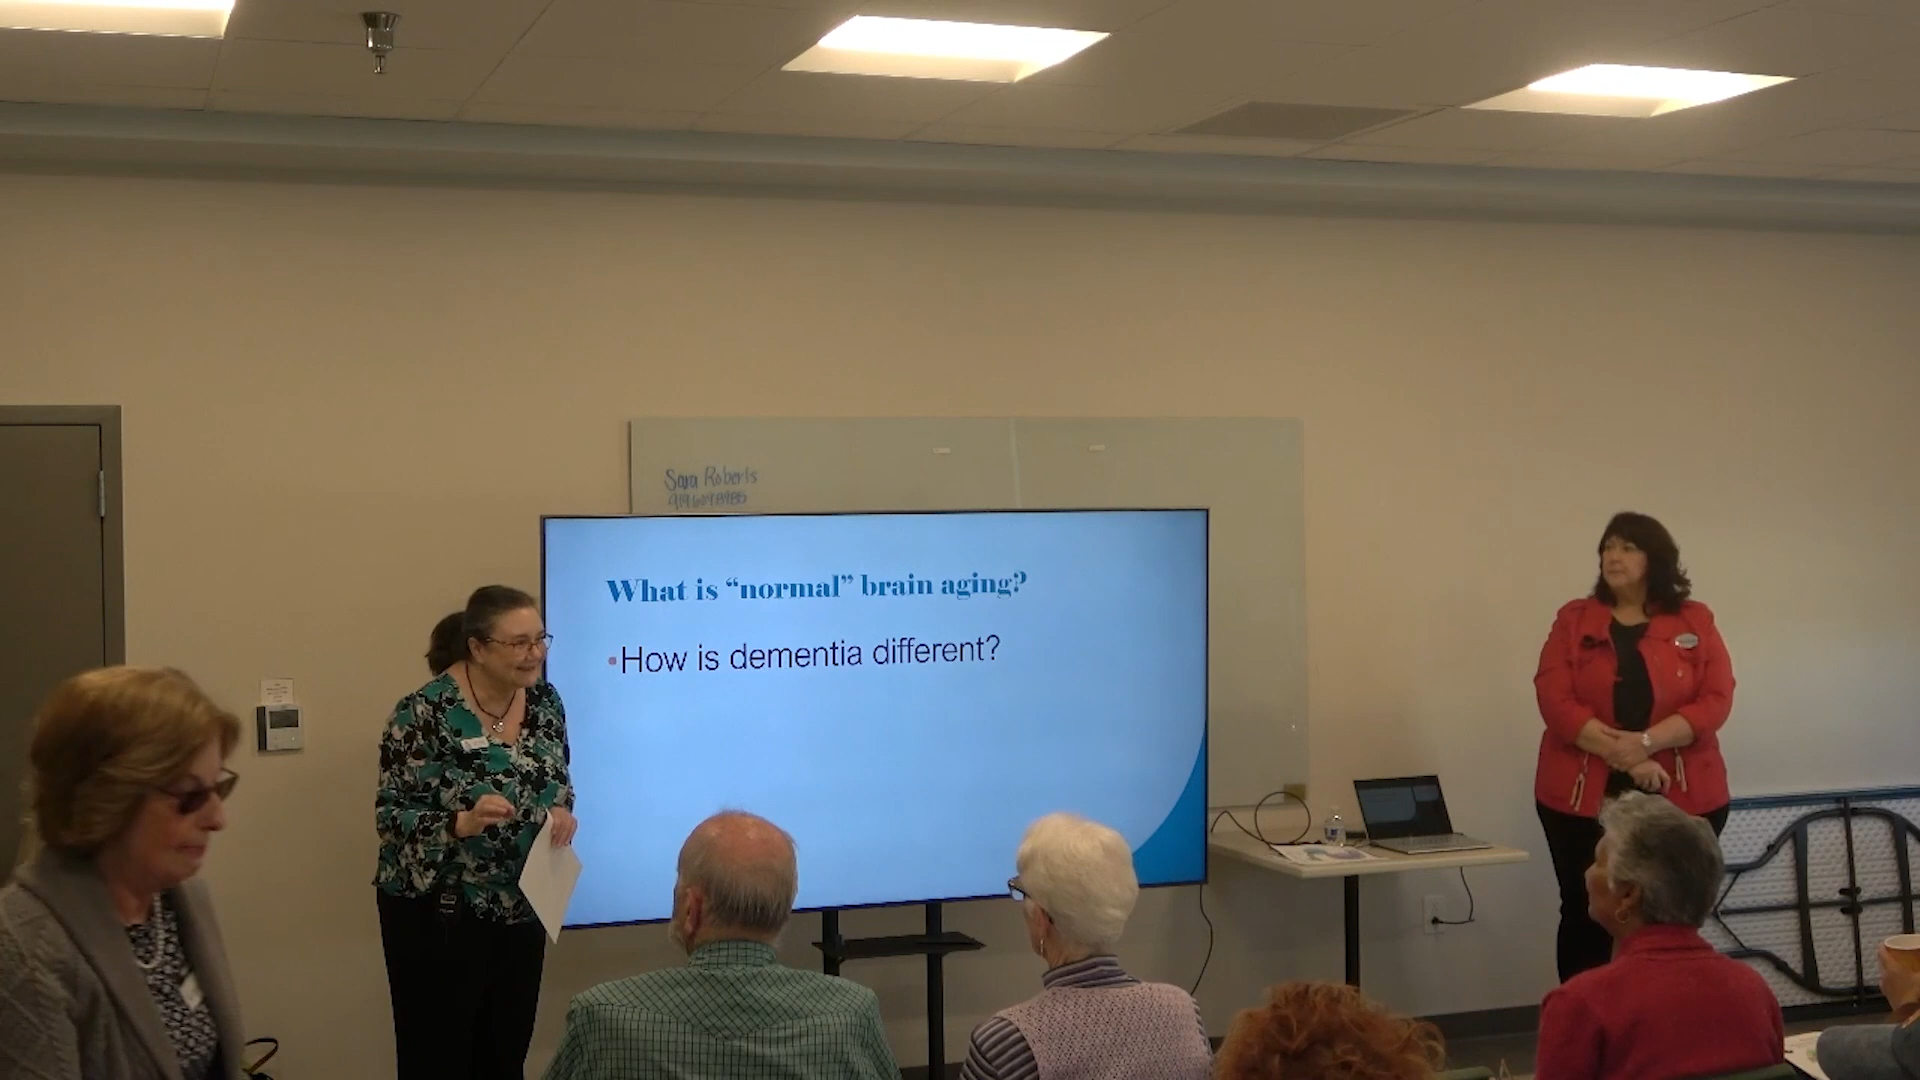 Sara Roberts
What is “normal” brain aging?
•How is dementia different?